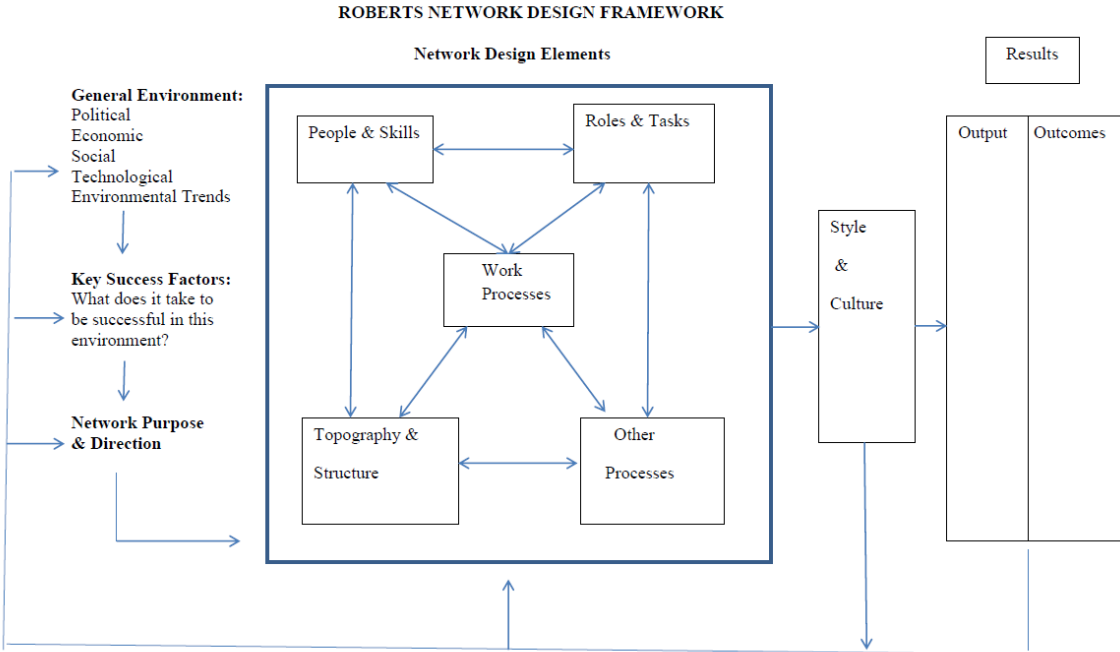 ROBERTS NETWORK DESIGN FRAMEWORK
Network Design Elements
Results
General Environment:
Political
Economic
Social
Technological
Environmental Trends
Key Success Factors:
What does it take to
be successful in this
environment?
Network Purpose
& Direction
People & Skills
Roles & Tasks
Work
Processes
Topography &
Structure
Other
Processes
Style
&
Culture
Output
Outcomes